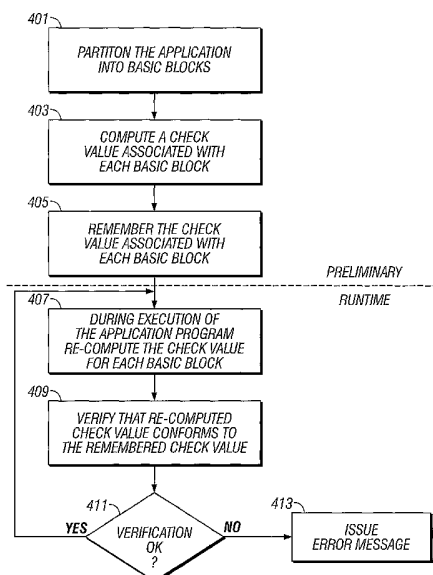 401
PARTITON THE APPLICATION
INTO BASIC BLOCKS
403
COMPUTE A CHECK
VALUE ASSOCIATED WITH
EACH BASIC BLOCK
405
REMEMBER THE CHECK
VALUE ASSOCIATED WITH
EACH BASIC BLOCK
PRELIMINARY
RUNTIME
407
DURING EXECUTION OF
THE APPLICATION PROGRAM
RE-COMPUTE THE CHECK VALUE
FOR EACH BASIC BLOCK
409
VERIFY THAT RE-COMPUTED
CHECK VALUE CONFORMS TO
THE REMEMBERED CHECK VALUE
411
YES
VERIFICATION
OK
?
NO
413
ISSUE
ERROR MESSAGE